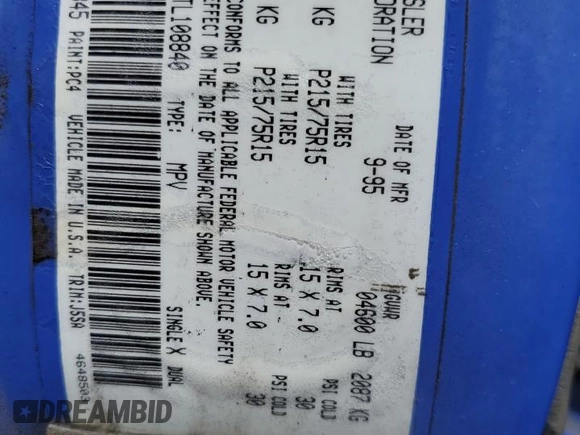 SLER
ORATION
DATE OF MFR
9-95
GVWR
04600 LB 2087 KG
KG
WITH TIRES
P215/75R15
RIMS AT
15 X 7.0
PSI COLD
30
KG
WITH TIRES
P215/75R15
RIMS AT -
15 X 7.0
PSI COLD
30
CONFORMS TO ALL APPLICABLE FEDERAL MOTOR VEHICLE SAFETY
EFFECT ON THE DATE OF MANUFACTURE SHOWN ABOVE.
TL108840 TYPE: MPV SINGLE X DUAL
45 PAINT:PC4 VEHICLE MADE IN U.S.A. TRIM:J5SA
DREAMBID